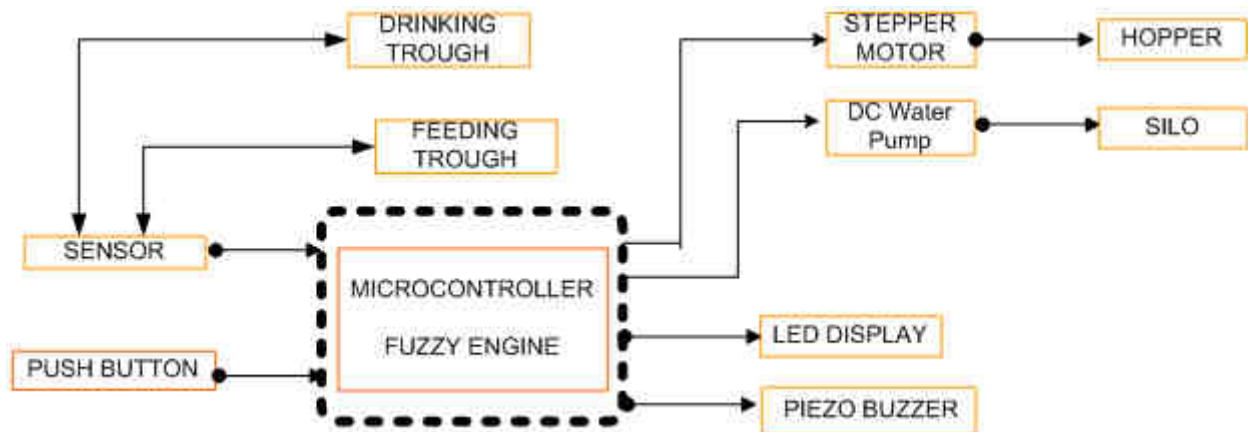 DRINKING
TROUGH
STEPPER
MOTOR
HOPPER
FEEDING
TROUGH
DC Water
Pump
SILO
SENSOR
MICROCONTROLLER
FUZZY ENGINE
LED DISPLAY
PUSH BUTTON
PIEZO BUZZER